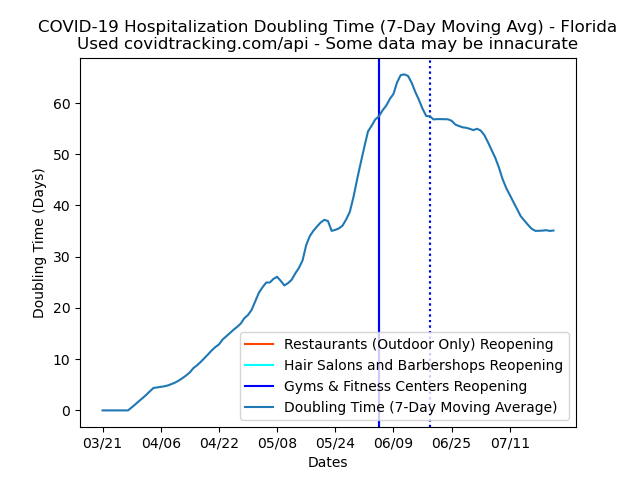 COVID-19 Hospitalization Doubling Time (7-Day Moving Avg) - Florida
Used covidtracking.com/api - Some data may be innacurate
Doubling Time (Days)
60
50
40
30
20
10
0
Restaurants (Outdoor Only) Reopening
Hair Salons and Barbershops Reopening
Gyms & Fitness Centers Reopening
Doubling Time (7-Day Moving Average)
03/21 04/06 04/22 05/08 05/24 06/09 06/25 07/11
Dates